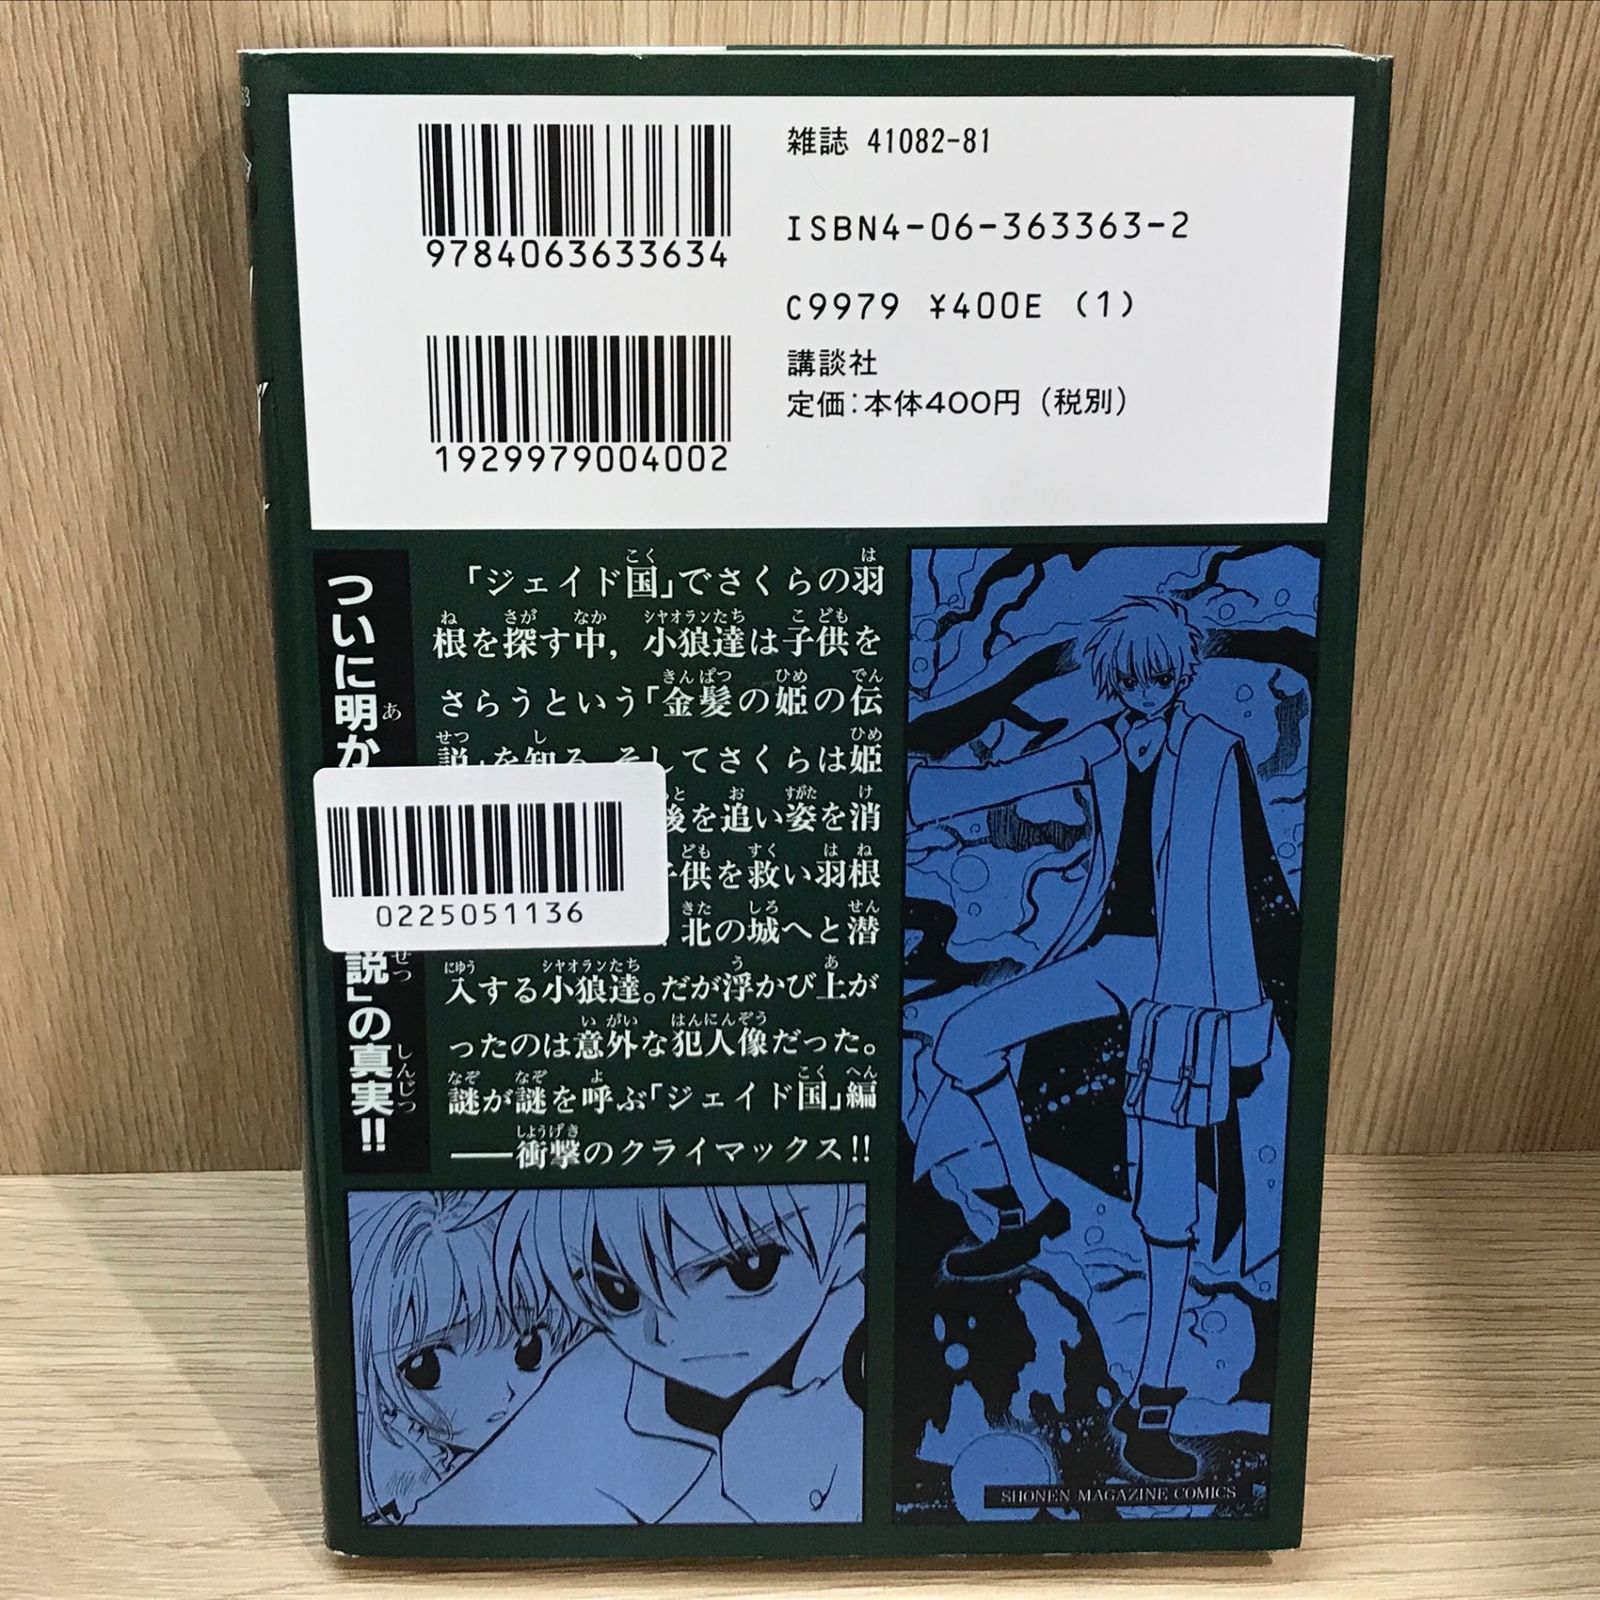 9784063633634
雑誌 41082-81
ISBN4-06-363363-2
C9979 ¥400E (1)
1929979004002
講談社
定価:本体400円（税別）
ついに明か
説」の真実!!
「ジェイド国」でさくらの羽
根を探す中，小狼達は子供を
さらうという「金髪の姫の伝
説」を知る そしてさくらは姫
後を追い姿を消
供を救い羽根
北の城へと潜
入する小狼達。だが浮かび上が
ったのは意外な犯人像だった。
謎が謎を呼ぶ「ジェイド国」編
――衝撃のクライマックス!!
0225051136
SHONEN MAGAZINE COMICS